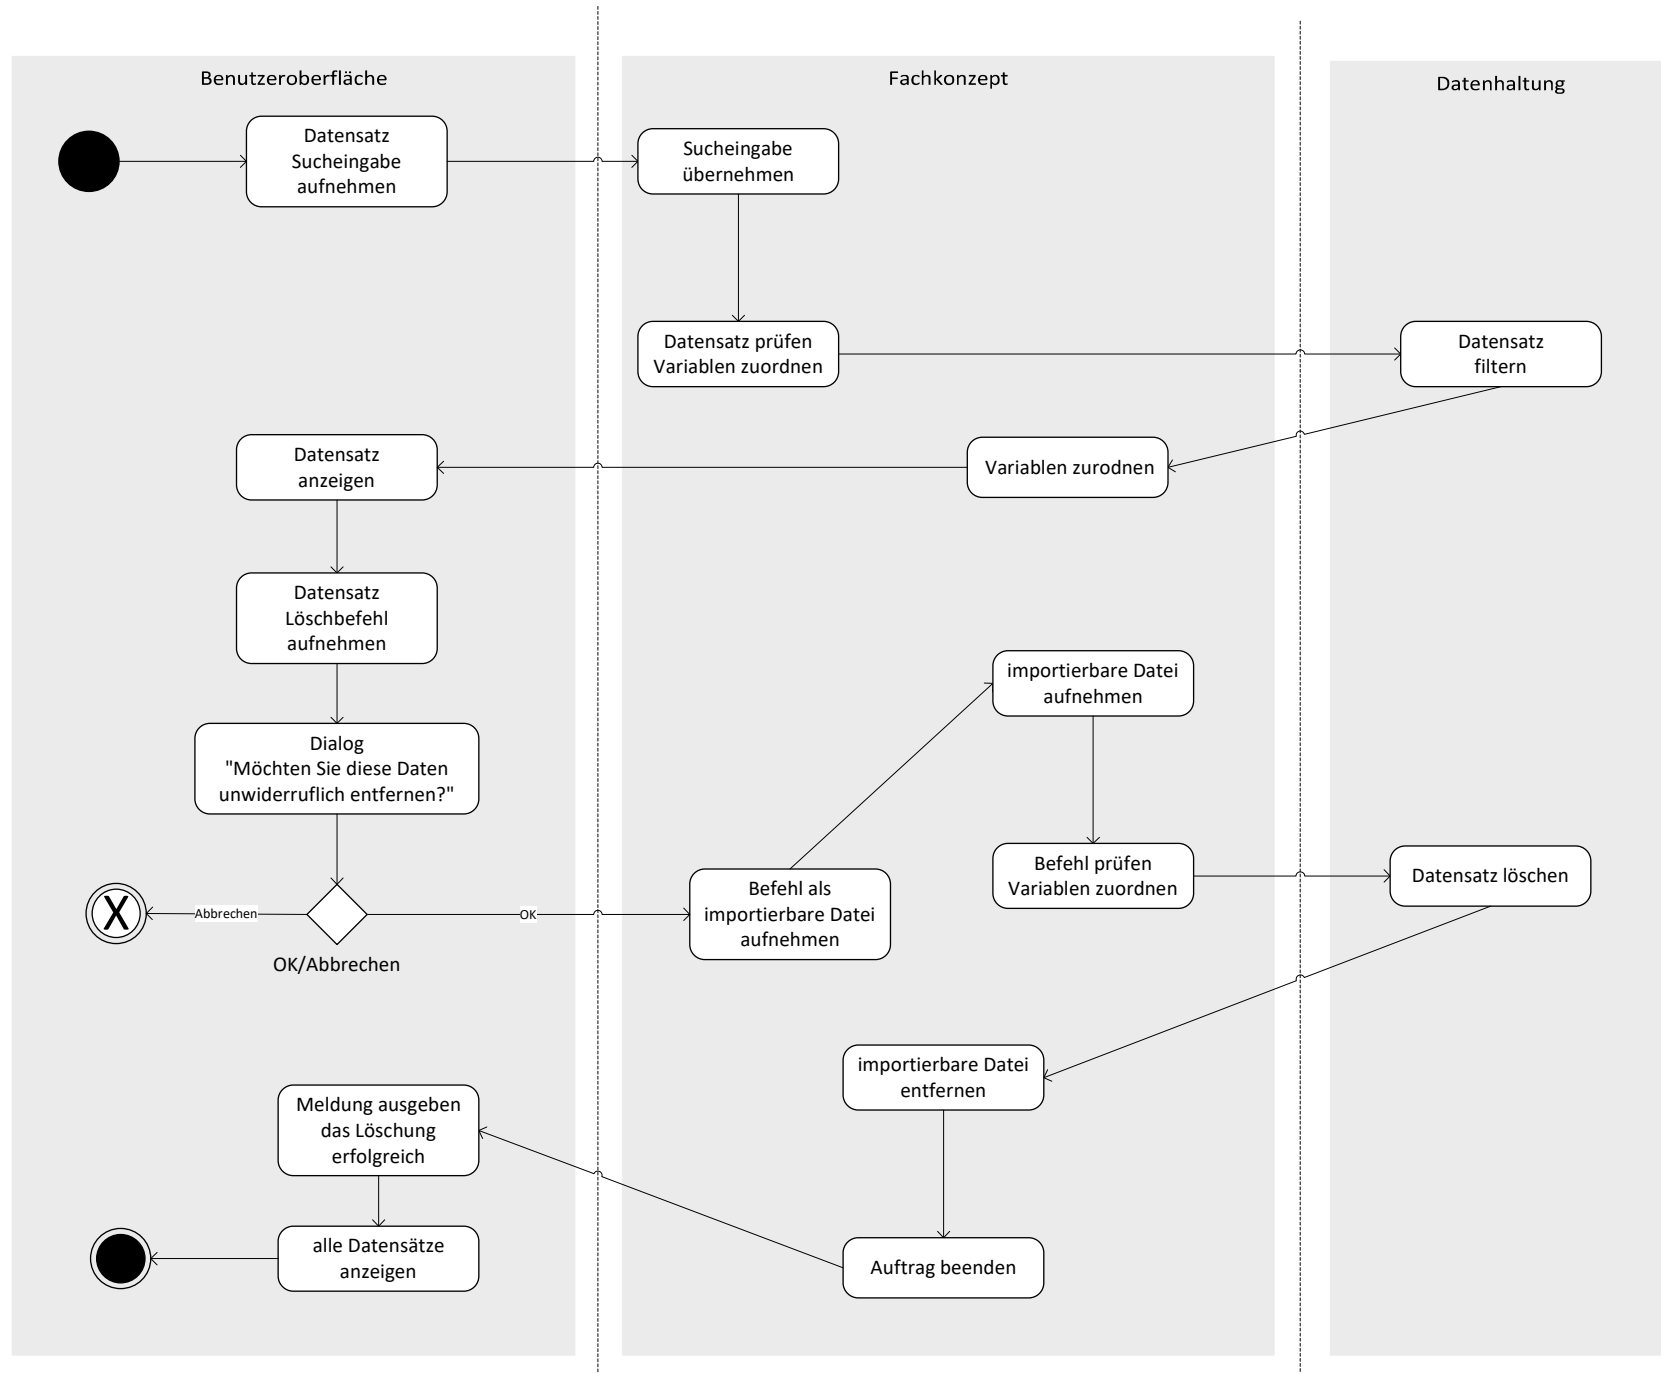 Benutzeroberfläche
Fachkonzept
Datenhaltung
Datensatz
Sucheingabe
aufnehmen
Sucheingabe
übernehmen
Datensatz prüfen
Variablen zuordnen
Datensatz
filtern
Variablen zurodnen
Datensatz
anzeigen
Datensatz
Löschbefehl
aufnehmen
Dialog
"Möchten Sie diese Daten
unwiderruflich entfernen?"
X
Abbrechen
OK
OK/Abbrechen
Befehl als
importierbare Datei
aufnehmen
importierbare Datei
aufnehmen
Befehl prüfen
Variablen zuordnen
Datensatz löschen
importierbare Datei
entfernen
Auftrag beenden
Meldung ausgeben
das Löschung
erfolgreich
alle Datensätze
anzeigen